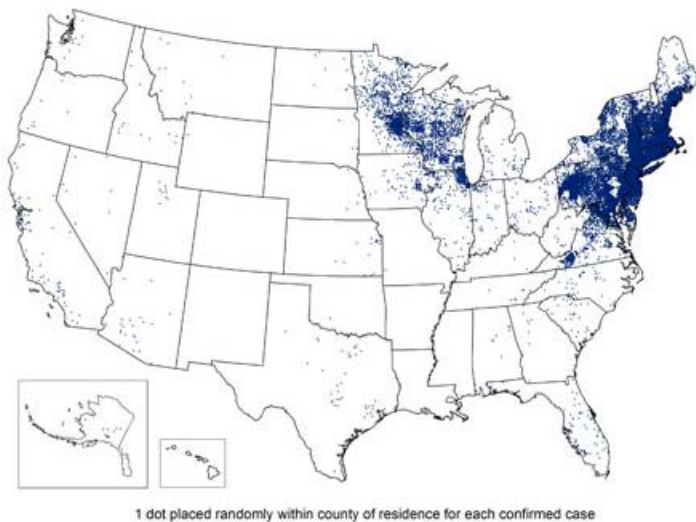 1 dot placed randomly within county of residence for each confirmed case